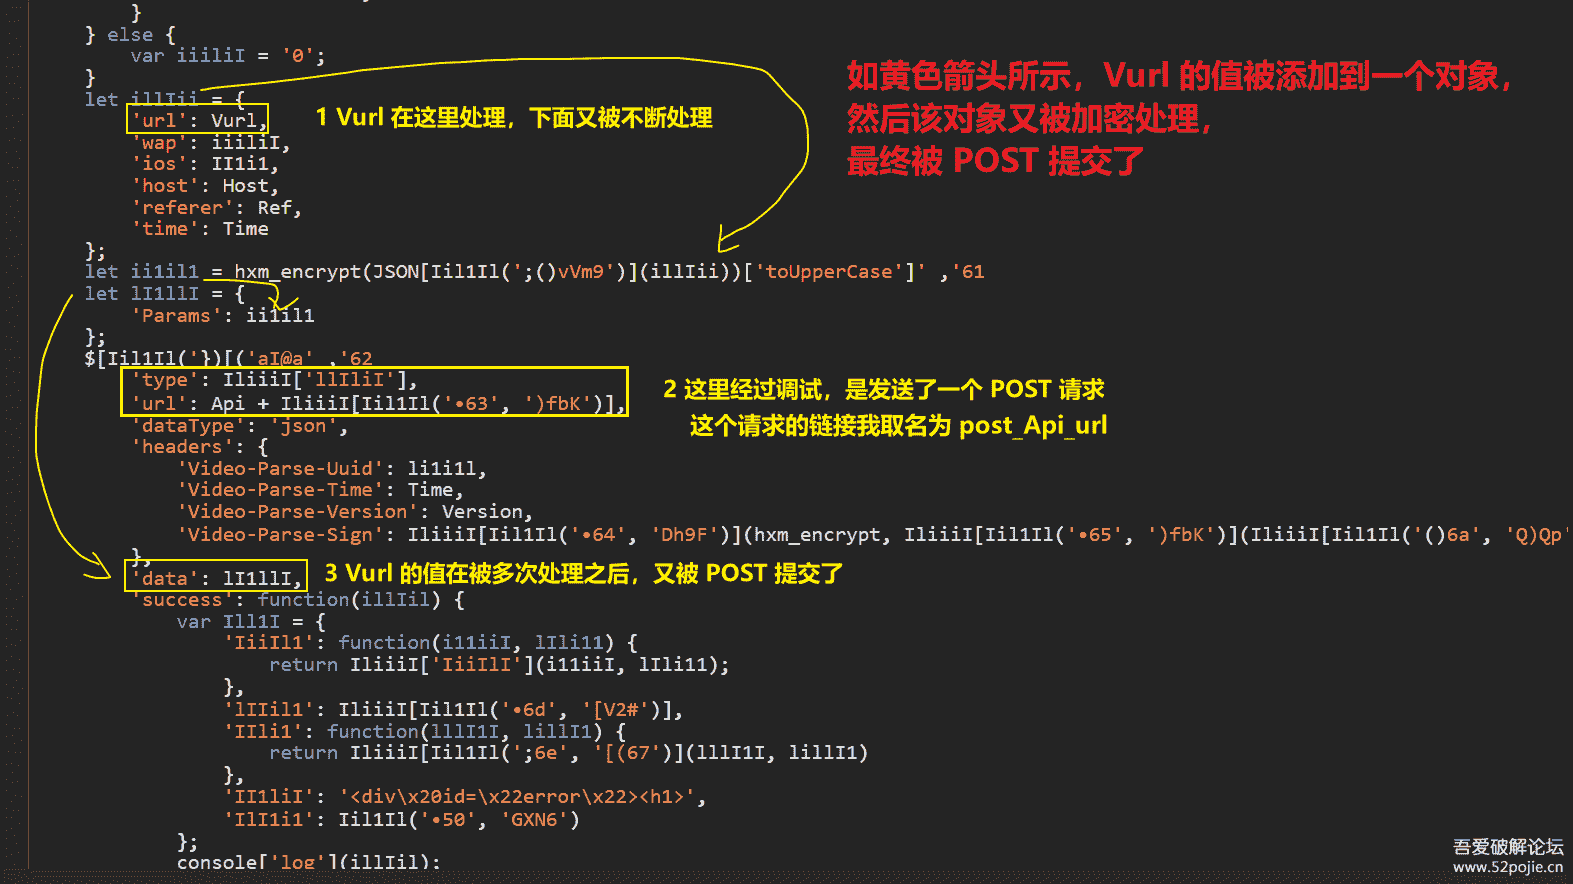 }
} else {
var iiiliI = '0';
}
let illIii = {
'url': Vurl,
1 Vurl 在这里处理，下面又被不断处理
如黄色箭头所示，Vurl 的值被添加到一个对象，
然后该对象又被加密处理，
最终被 POST 提交了
'wap': iiiliI,
'ios': II1i1,
'host': Host,
'referer': Ref,
'time': Time
};
let ii1il1 = hxm_encrypt(JSON[Iil1Il(';()vVm9')](illIii))['toUpperCase']' ,'61
let lI1llI = {
'Params': ii1il1
};
$[Iil1Il('})[('aI@a' ,'62
'type': IliiiI['llIliI'],
'url': Api + IliiiI[Iil1Il('•63', ')fbK')],
2 这里经过调试，是发送了一个 POST 请求
这个请求的链接我取名为 post_Api_url
'dataType': 'json',
'headers': {
'Video-Parse-Uuid': li1i1l,
'Video-Parse-Time': Time,
'Video-Parse-Version': Version,
'Video-Parse-Sign': IliiiI[Iil1Il('•64', 'Dh9F')](hxm_encrypt, IliiiI[Iil1Il('•65', ')fbK')](IliiiI[Iil1Il('()6a', 'Q)Qp'
},
'data': lI1llI,
3 Vurl 的值在被多次处理之后，又被 POST 提交了
'success': function(illIil) {
var Ill1I = {
'IiiIl1': function(i11iiI, lIli11) {
return IliiiI['IiiIlI'](i11iiI, lIli11);
},
'lIIil1': IliiiI[Iil1Il('•6d', '[V2#')],
'IIli1': function(lllI1I, lillI1) {
return IliiiI[Iil1Il(';6e', '[(67')](lllI1I, lillI1)
},
'II1liI': '<div\x20id=\x22error\x22><h1>',
'IlI1i1': Iil1Il('•50', 'GXN6')
};
console['log'](illIil);
吾爱破解论坛
www.52pojie.cn